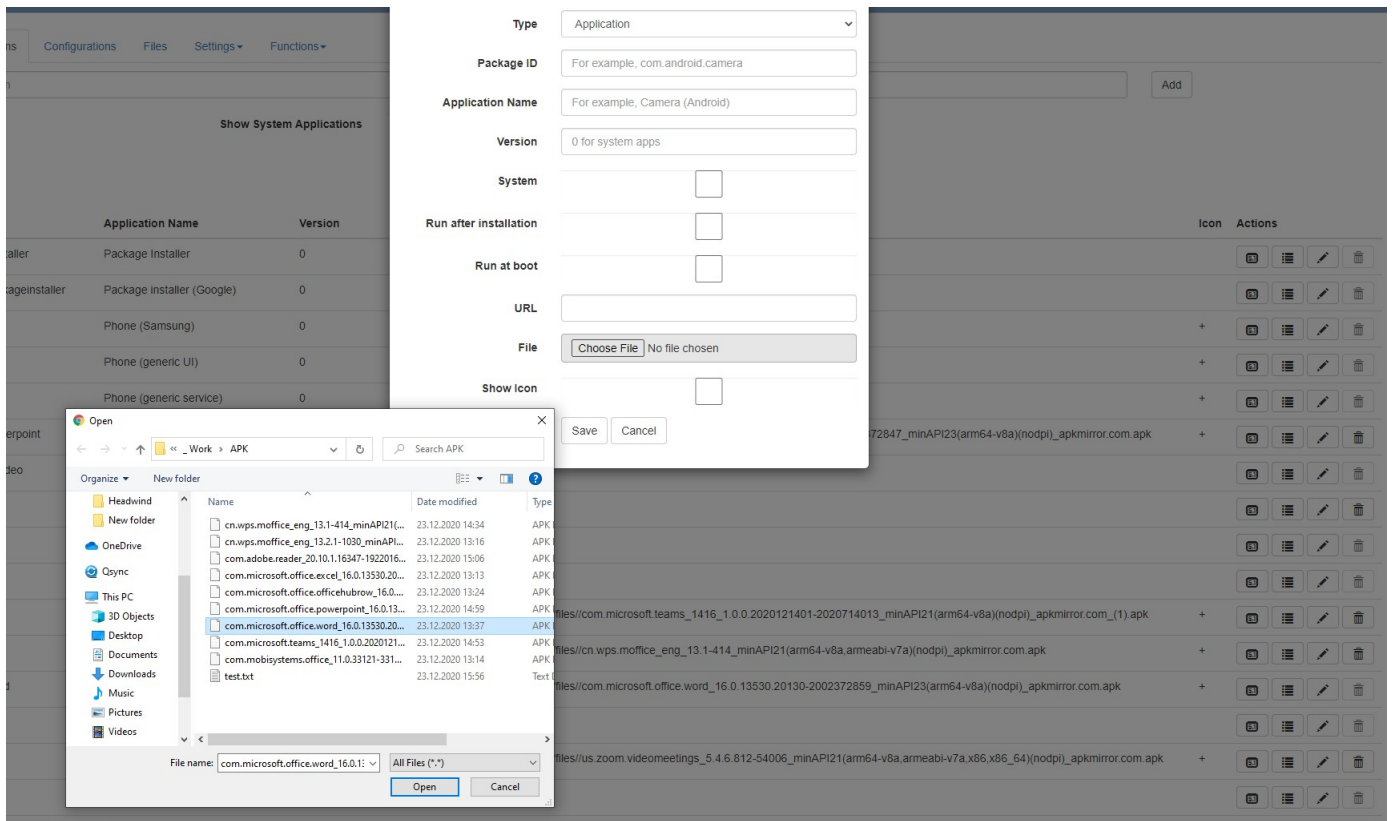 ns Configurations Files Settings Functions
Add
Show System Applications
Type Application
Package ID For example, com.android.camera
Application Name For example, Camera (Android)
Version 0 for system apps
System
Run after installation
Run at boot
URL
File Choose File No file chosen
Show Icon
Save Cancel
Application Name Version Icon Actions
taller Package Installer 0
kageinstaller Package installer (Google) 0
Phone (Samsung) 0 +
Phone (generic UI) 0 +
Phone (generic service) 0 +
erpoint 372847_minAPI23(arm64-v8a)(nodpi)_apkmirror.com.apk +
deo
files//com.microsoft.teams_1416_1.0.0.2020121401-2020714013_minAPI21(arm64-v8a)(nodpi)_apkmirror.com_(1).apk +
files//cn.wps.moffice_eng_13.1-414_minAPI21(arm64-v8a,armeabi-v7a)(nodpi)_apkmirror.com.apk +
d files//com.microsoft.office.word_16.0.13530.20130-2002372859_minAPI23(arm64-v8a)(nodpi)_apkmirror.com.apk +
files//us.zoom.videomeetings_5.4.6.812-54006_minAPI21(arm64-v8a,armeabi-v7a,x86,x86_64)(nodpi)_apkmirror.com.apk +
Open
« _Work › APK Search APK
Organize New folder
Name Date modified Type
Headwind
New folder
OneDrive
Qsync
This PC
3D Objects
Desktop
Documents
Downloads
Music
Pictures
Videos
cn.wps.moffice_eng_13.1-414_minAPI21(... 23.12.2020 14:34 APK
cn.wps.moffice_eng_13.2.1-1030_minAPI... 23.12.2020 13:16 APK
com.adobe.reader_20.10.1.16347-1922016... 23.12.2020 15:06 APK
com.microsoft.office.excel_16.0.13530.20... 23.12.2020 13:13 APK
com.microsoft.office.officehubrow_16.0.... 23.12.2020 13:24 APK
com.microsoft.office.powerpoint_16.0.13... 23.12.2020 14:59 APK
com.microsoft.office.word_16.0.13530.20... 23.12.2020 13:37 APK
com.microsoft.teams_1416_1.0.0.2020121... 23.12.2020 14:53 APK
com.mobisystems.office_11.0.33121-331... 23.12.2020 13:14 APK
test.txt 23.12.2020 15:56 Text
File name: com.microsoft.office.word_16.0.1 All Files (*.*)
Open Cancel